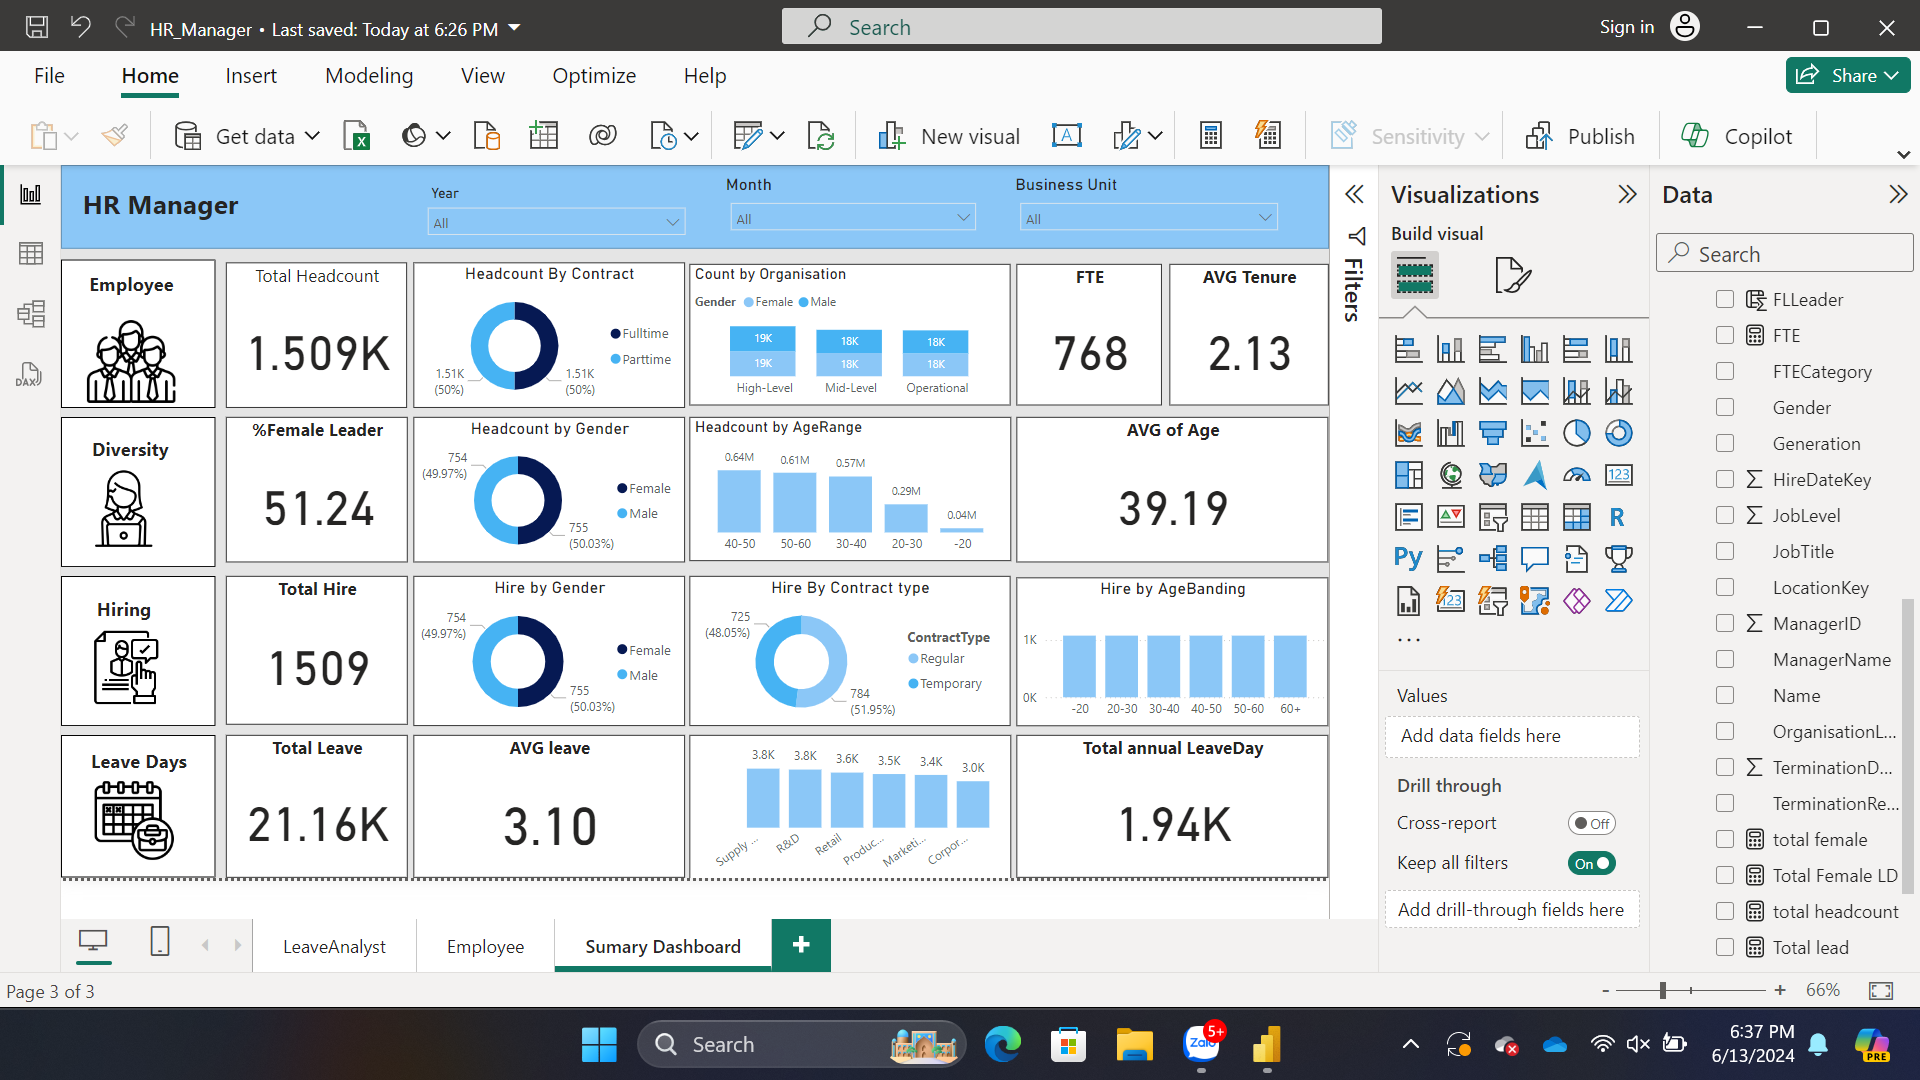 HR_Manager • Last saved: Today at 6:26 PM
Search
Sign in
File
Home
Insert
Modeling
View
Optimize
Help
Share
Get data
New visual
Sensitivity
Publish
Copilot
HR Manager
Year
All
Month
All
Business Unit
All
Employee
Total Headcount
1.509K
Headcount By Contract
Fulltime
Parttime
1.51K
(50%)
1.51K
(50%)
Count by Organisation
Gender Female Male
19K
18K
18K
19K
18K
18K
High-Level
Mid-Level
Operational
FTE
768
AVG Tenure
2.13
Diversity
%Female Leader
51.24
Headcount by Gender
754
(49.97%)
Female
Male
755
(50.03%)
Headcount by AgeRange
0.64M
0.61M
0.57M
0.29M
0.04M
40-50
50-60
30-40
20-30
-20
AVG of Age
39.19
Hiring
Total Hire
1509
Hire by Gender
754
(49.97%)
Female
Male
755
(50.03%)
Hire By Contract type
725
(48.05%)
ContractType
Regular
Temporary
784
(51.95%)
Hire by AgeBanding
1K
0K
-20
20-30
30-40
40-50
50-60
60+
Leave Days
Total Leave
21.16K
AVG leave
3.10
3.8K
3.8K
3.6K
3.5K
3.4K
3.0K
Supply ...
R&D
Retail
Produc...
Marketi...
Corpor...
Total annual LeaveDay
1.94K
Filters
Visualizations
Build visual
123
R
Py
123
Values
Add data fields here
Drill through
Cross-report
Off
Keep all filters
On
Add drill-through fields here
Data
Search
FLLeader
FTE
FTECategory
Gender
Generation
HireDateKey
JobLevel
JobTitle
LocationKey
ManagerID
ManagerName
Name
OrganisationL...
TerminationD...
TerminationRe...
total female
Total Female LD
total headcount
Total lead
DAX
LeaveAnalyst
Employee
Sumary Dashboard
Page 3 of 3
- + 66%
Search
Zalo
5+
6:37 PM
6/13/2024
PRE